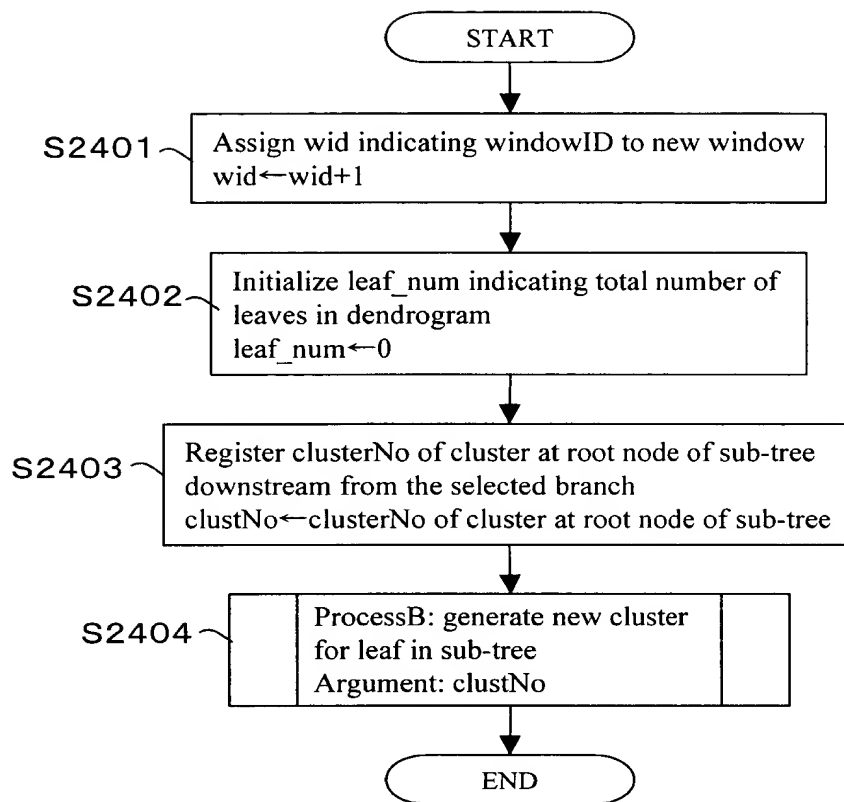 START
S2401
Assign wid indicating windowID to new window
wid←wid+1
S2402
Initialize leaf_num indicating total number of
leaves in dendrogram
leaf_num←0
S2403
Register clusterNo of cluster at root node of sub-tree
downstream from the selected branch
clustNo←clusterNo of cluster at root node of sub-tree
S2404
ProcessB: generate new cluster
for leaf in sub-tree
Argument: clustNo
END